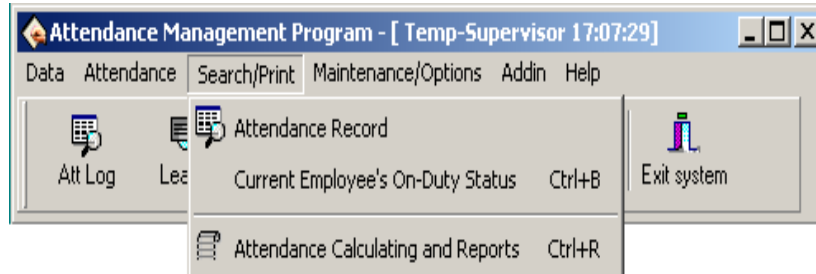 Attendance Management Program - [ Temp-Supervisor 17:07:29]
Data Attendance Search/Print Maintenance/Options Addin Help
Attendance Record
Att Log Lea Exit system
Current Employee's On-Duty Status Ctrl+B
Attendance Calculating and Reports Ctrl+R